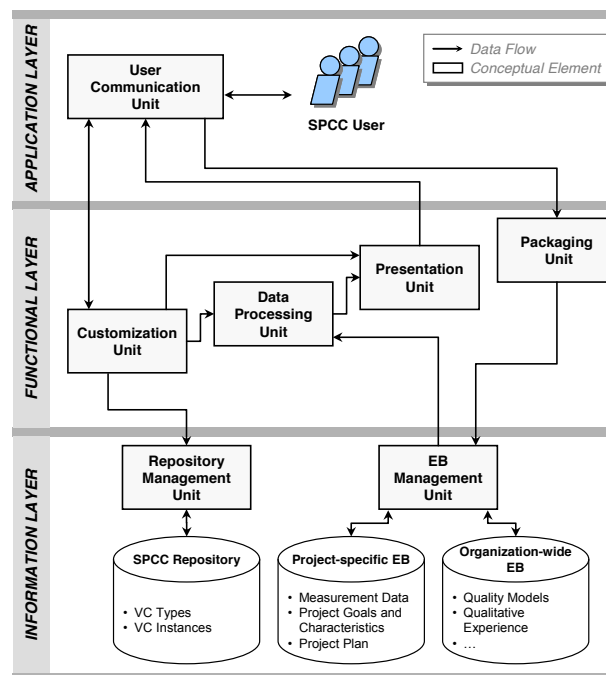 APPLICATION LAYER
User
Communication
Unit
SPCC User
Data Flow
Conceptual Element
FUNCTIONAL LAYER
Customization
Unit
Data
Processing
Unit
Presentation
Unit
Packaging
Unit
INFORMATION LAYER
Repository
Management
Unit
EB
Management
Unit
SPCC Repository
• VC Types
• VC Instances
Project-specific EB
• Measurement Data
• Project Goals and
Characteristics
• Project Plan
Organization-wide
EB
• Quality Models
• Qualitative
Experience
• …